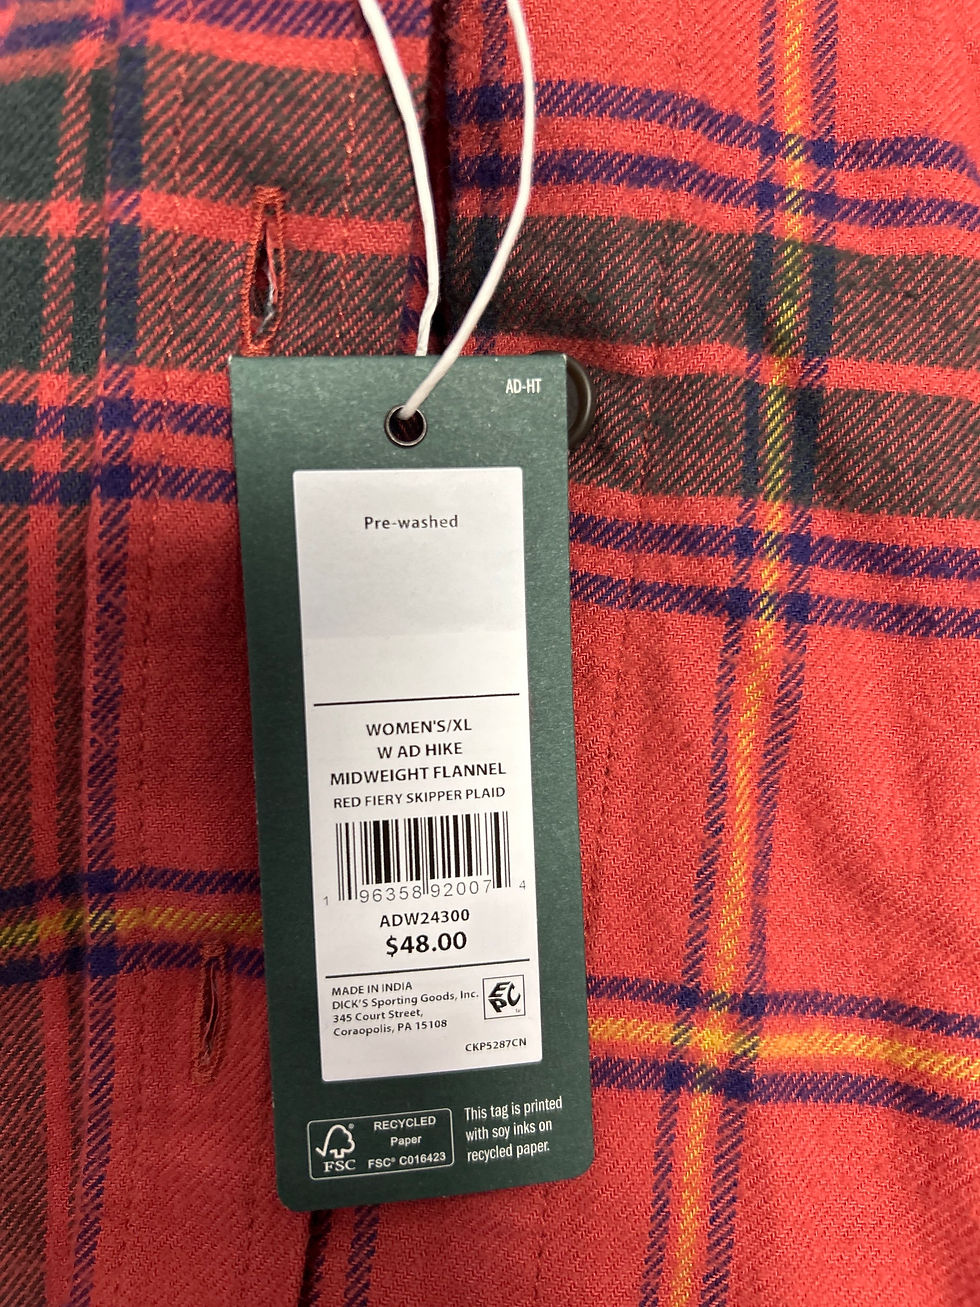 AD-HT
Pre-washed
WOMEN'S/XL
W AD HIKE
MIDWEIGHT FLANNEL
RED FIERY SKIPPER PLAID
1 96358 92007 4
ADW24300
$48.00
MADE IN INDIA
DICK'S Sporting Goods, Inc.
345 Court Street,
Coraopolis, PA 15108
EPC
CKP5287CN
RECYCLED
Paper
FSC® C016423
FSC
This tag is printed
with soy inks on
recycled paper.